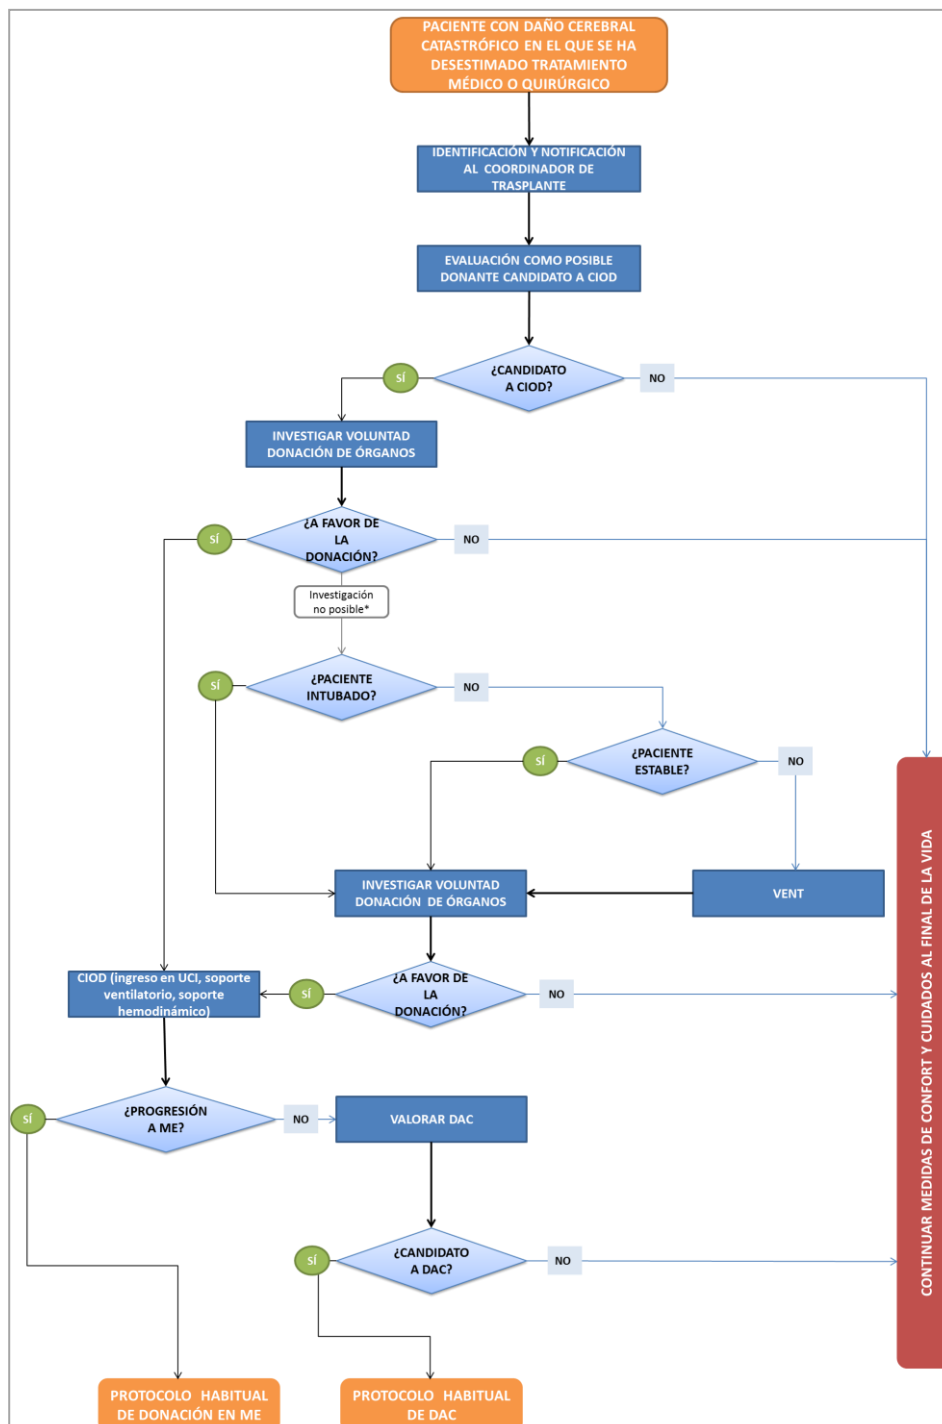 PACIENTE CON DAÑO CEREBRAL
CATASTRÓFICO EN EL QUE SE HA
DESESTIMADO TRATAMIENTO
MÉDICO O QUIRÚRGICO
IDENTIFICACIÓN Y NOTIFICACIÓN
AL COORDINADOR DE
TRASPLANTE
EVALUACIÓN COMO POSIBLE
DONANTE CANDIDATO A CIOD
¿CANDIDATO
A CIOD?
SÍ
NO
INVESTIGAR VOLUNTAD
DONACIÓN DE ÓRGANOS
¿A FAVOR DE
LA
DONACIÓN?
SÍ
NO
Investigación
no posible*
¿PACIENTE
INTUBADO?
SÍ
NO
¿PACIENTE
ESTABLE?
SÍ
NO
INVESTIGAR VOLUNTAD
DONACIÓN DE ÓRGANOS
VENT
¿A FAVOR DE
LA
DONACIÓN?
SÍ
NO
CIOD (ingreso en UCI, soporte
ventilatorio, soporte
hemodinámico)
¿PROGRESIÓN
A ME?
SÍ
NO
VALORAR DAC
¿CANDIDATO
A DAC?
SÍ
NO
CONTINUAR MEDIDAS DE CONFORT Y CUIDADOS AL FINAL DE LA VIDA
PROTOCOLO HABITUAL
DE DONACIÓN EN ME
PROTOCOLO HABITUAL
DE DAC